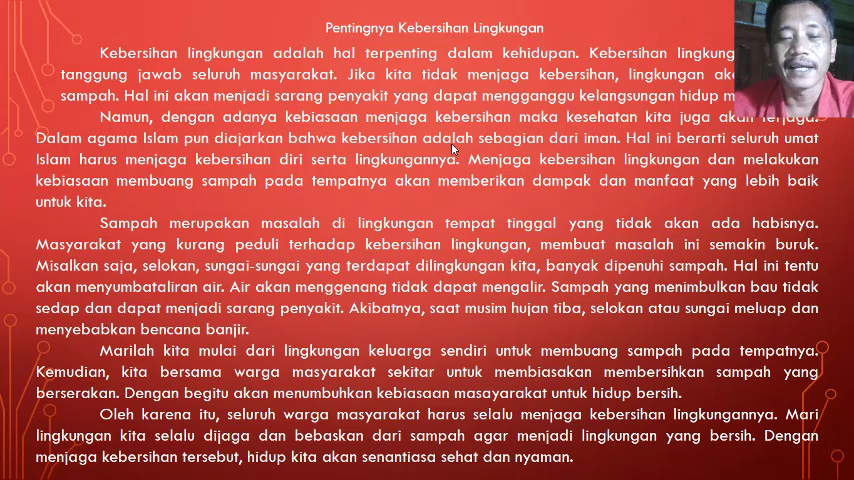 Pentingnya Kebersihan Lingkungan
Kebersihan lingkungan adalah hal terpenting dalam kehidupan. Kebersihan
tanggung jawab seluruh masyarakat. Jika kita tidak menjaga kebersihan, lingkungan
sampah. Hal ini akan menjadi sarang penyakit yang dapat mengganggu kelangsungan hidup
Namun, dengan adanya kebiasaan menjaga kebersihan maka kesehatan kita juga akan terjaga.
Dalam agama Islam pun diajarkan bahwa kebersihan adalah sebagian dari iman. Hal ini berarti seluruh umat
Islam harus menjaga kebersihan diri serta lingkungannya. Menjaga kebersihan lingkungan dan melakukan
kebiasaan membuang sampah pada tempatnya akan memberikan dampak dan manfaat yang lebih baik
untuk kita.
Sampah merupakan masalah di lingkungan tempat tinggal yang tidak akan ada habisnya.
Masyarakat yang kurang peduli terhadap kebersihan lingkungan, membuat masalah ini semakin buruk.
Misalkan saja, selokan, sungai-sungai yang terdapat dilingkungan kita, banyak dipenuhi sampah. Hal ini tentu
akan menyumbataliran air. Air akan menggenang tidak dapat mengalir. Sampah yang menimbulkan bau tidak
sedap dan dapat menjadi sarang penyakit. Akibatnya, saat musim hujan tiba, selokan atau sungai meluap dan
menyebabkan bencana banjir.
Marilah kita mulai dari lingkungan keluarga sendiri untuk membuang sampah pada tempatnya.
Kemudian, kita bersama warga masyarakat sekitar untuk membiasakan membersihkan sampah yang
berserakan. Dengan begitu akan menumbuhkan kebiasaan masayarakat untuk hidup bersih.
Oleh karena itu, seluruh warga masyarakat harus selalu menjaga kebersihan lingkungannya. Mari
lingkungan kita selalu dijaga dan bebaskan dari sampah agar menjadi lingkungan yang bersih. Dengan
menjaga kebersihan tersebut, hidup kita akan senantiasa sehat dan nyaman.